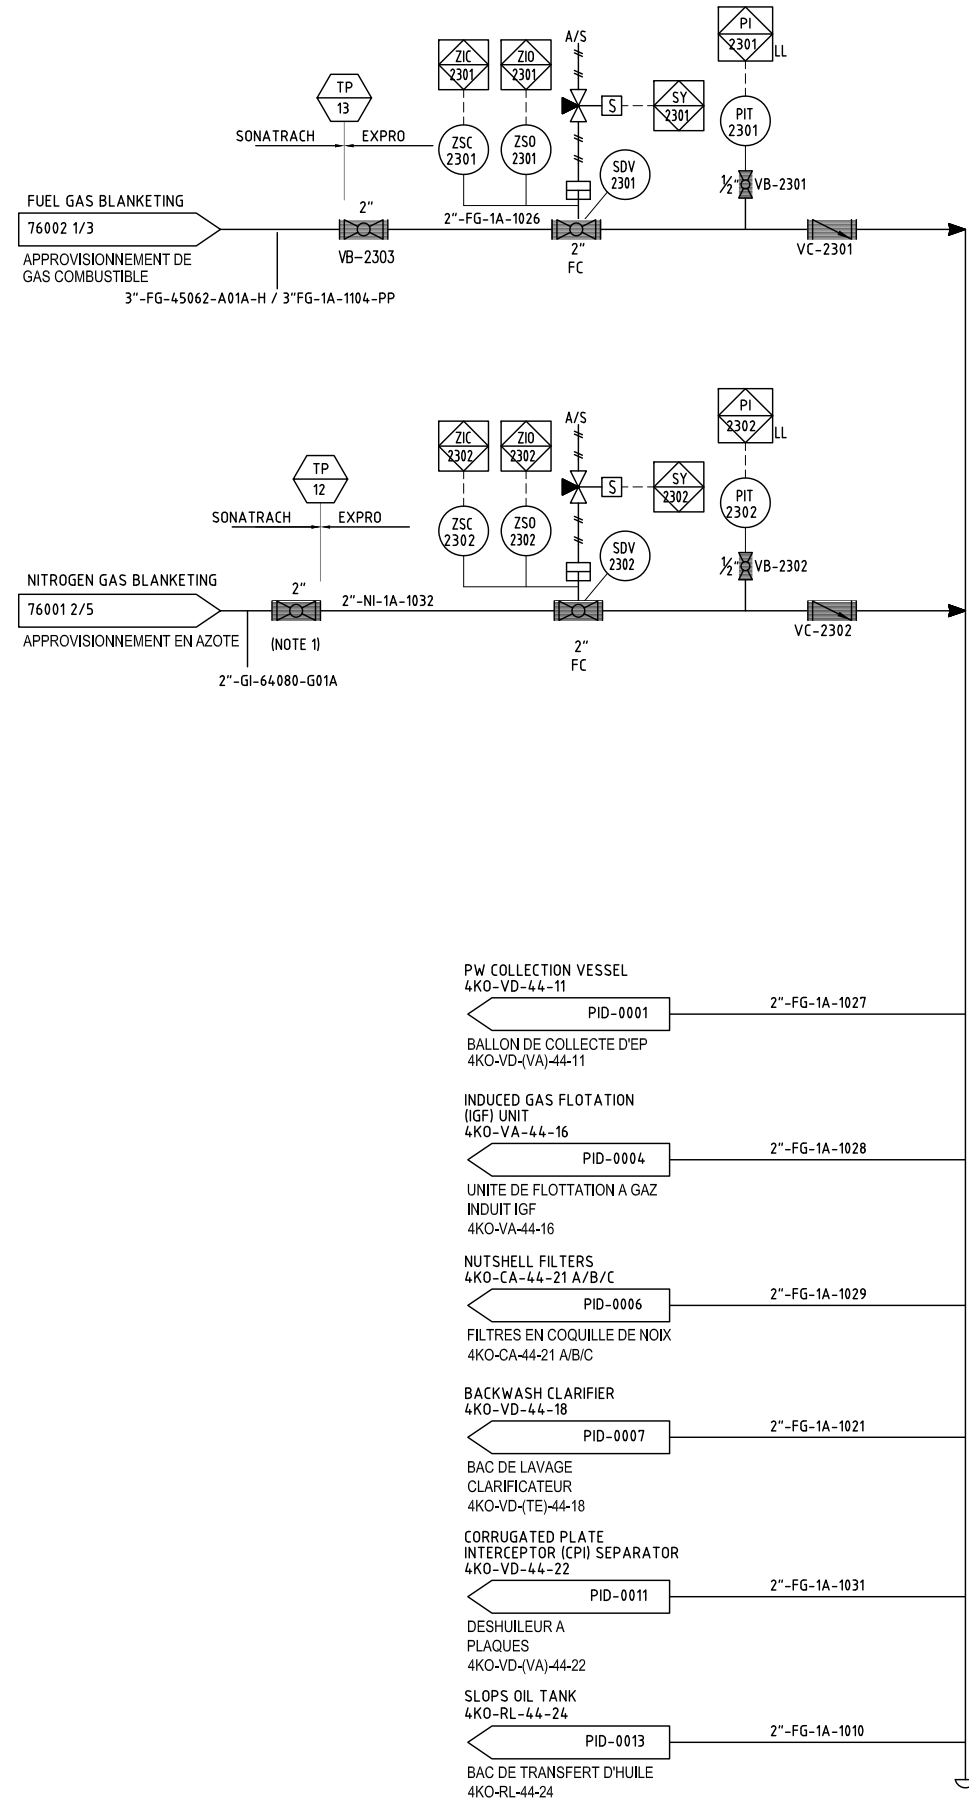 PI
2301
LL
A/S
ZIC
2301
ZIO
2301
TP
13
S
SY
2301
PIT
2301
SONATRACH
EXPRO
ZSC
2301
ZSO
2301
SDV
2301
1/2"
VB-2301
FUEL GAS BLANKETING
76002 1/3
2"
2"-FG-1A-1026
VB-2303
2"
FC
VC-2301
APPROVISIONNEMENT DE
GAS COMBUSTIBLE
3"-FG-45062-A01A-H / 3"FG-1A-1104-PP
PI
2302
LL
A/S
ZIC
2302
ZIO
2302
TP
12
S
SY
2302
PIT
2302
SONATRACH
EXPRO
ZSC
2302
ZSO
2302
SDV
2302
1/2"
VB-2302
NITROGEN GAS BLANKETING
76001 2/5
2"
2"-NI-1A-1032
APPROVISIONNEMENT EN AZOTE
(NOTE 1)
2"
FC
VC-2302
2"-GI-64080-G01A
PW COLLECTION VESSEL
4KO-VD-44-11
PID-0001
2"-FG-1A-1027
BALLON DE COLLECTE D'EP
4KO-VD-(VA)-44-11
INDUCED GAS FLOTATION
(IGF) UNIT
4KO-VA-44-16
PID-0004
2"-FG-1A-1028
UNITE DE FLOTTATION A GAZ
INDUIT IGF
4KO-VA-44-16
NUTSHELL FILTERS
4KO-CA-44-21 A/B/C
PID-0006
2"-FG-1A-1029
FILTRES EN COQUILLE DE NOIX
4KO-CA-44-21 A/B/C
BACKWASH CLARIFIER
4KO-VD-44-18
PID-0007
2"-FG-1A-1021
BAC DE LAVAGE
CLARIFICATEUR
4KO-VD-(TE)-44-18
CORRUGATED PLATE
INTERCEPTOR (CPI) SEPARATOR
4KO-VD-44-22
PID-0011
2"-FG-1A-1031
DESHUILEUR A
PLAQUES
4KO-VD-(VA)-44-22
SLOPS OIL TANK
4KO-RL-44-24
PID-0013
2"-FG-1A-1010
BAC DE TRANSFERT D'HUILE
4KO-RL-44-24